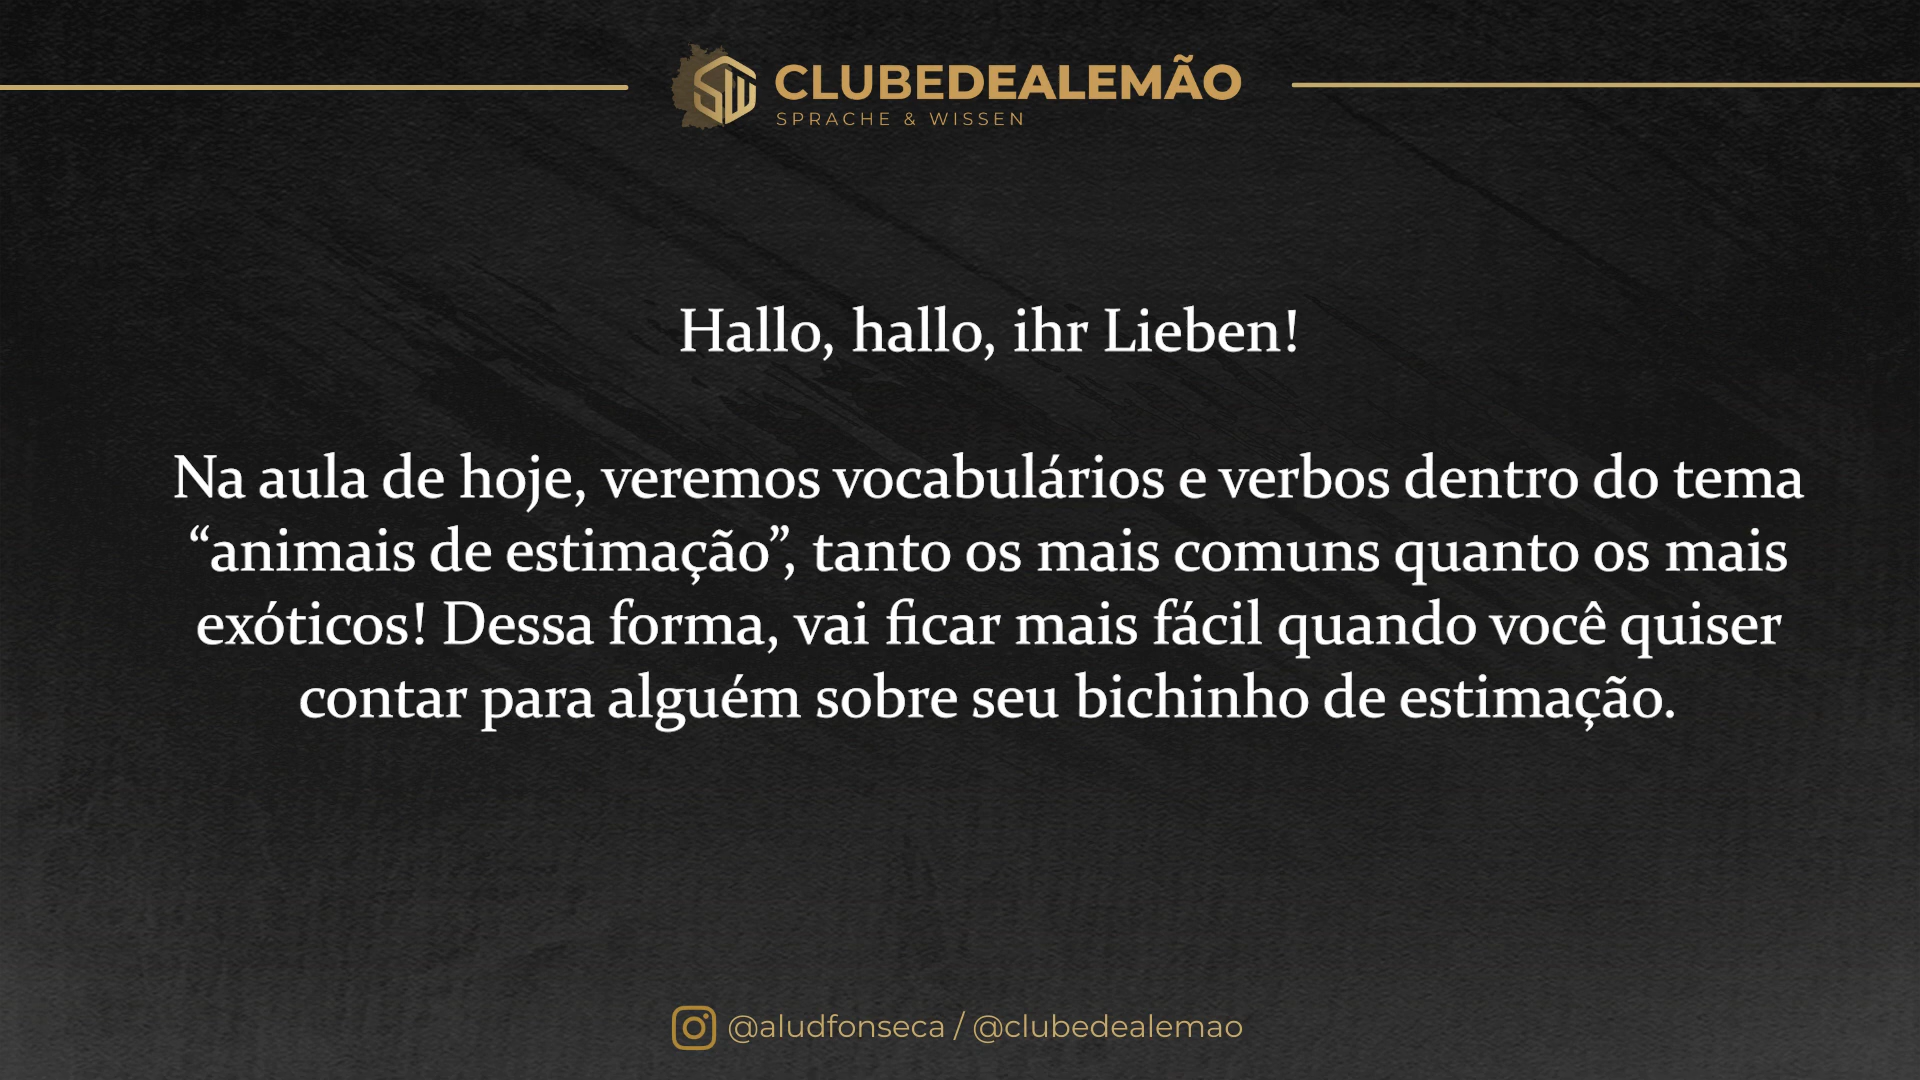 CLUBEDEALEMÃO
SPRACHE & WISSEN
Hallo, hallo, ihr Lieben!
Na aula de hoje, veremos vocabulários e verbos dentro do tema
“animais de estimação”, tanto os mais comuns quanto os mais
exóticos! Dessa forma, vai ficar mais fácil quando você quiser
contar para alguém sobre seu bichinho de estimação.
@aludfonseca / @clubedealemao